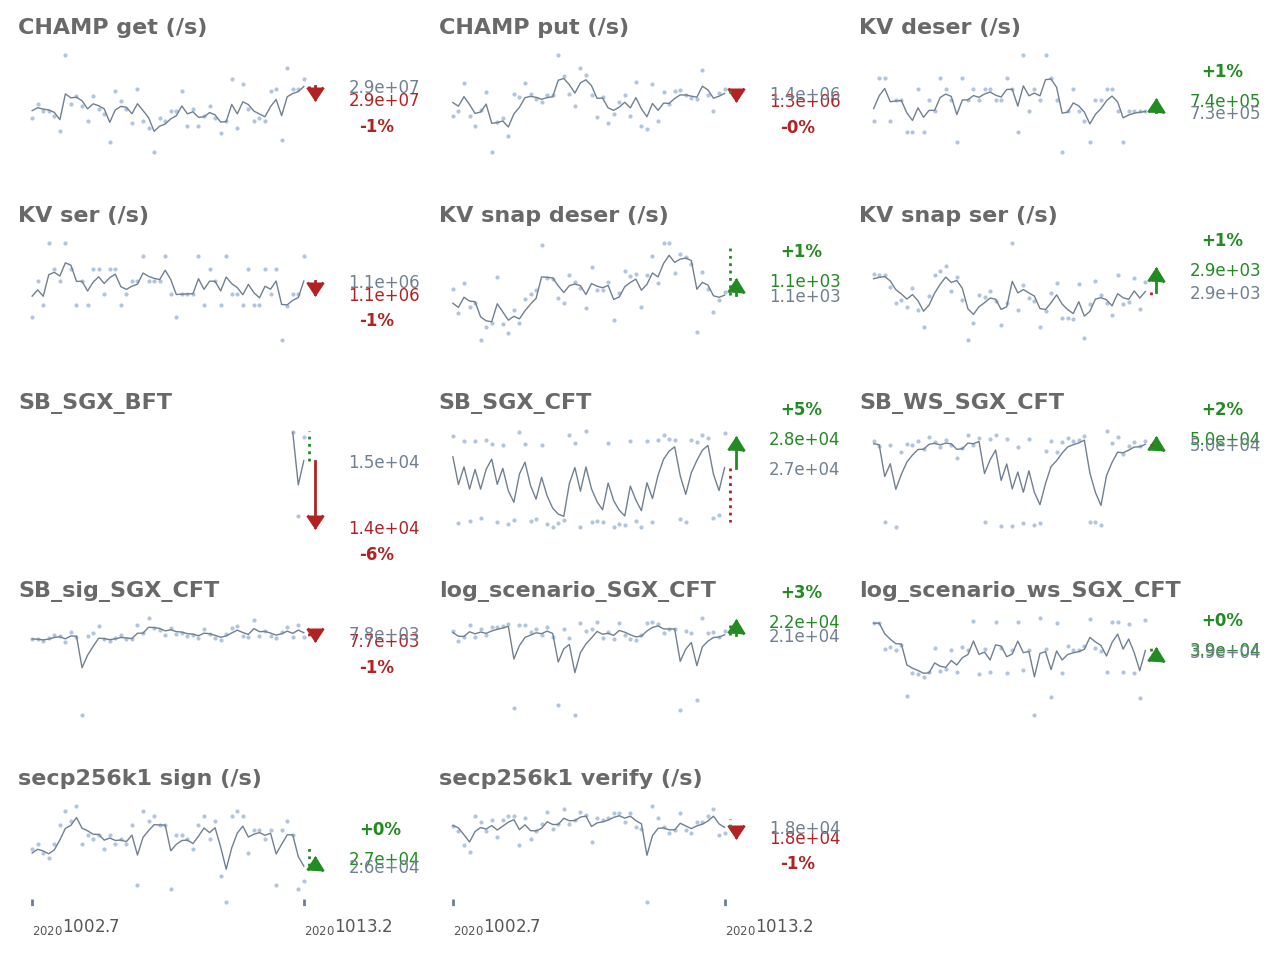 CHAMP get (/s)
2.9e+07
2.9e+07
-1%
CHAMP put (/s)
1.4e+06
1.3e+06
-0%
KV deser (/s)
+1%
7.4e+05
7.3e+05
KV ser (/s)
1.1e+06
1.1e+06
-1%
KV snap deser (/s)
+1%
1.1e+03
1.1e+03
KV snap ser (/s)
+1%
2.9e+03
2.9e+03
SB_SGX_BFT
1.5e+04
1.4e+04
-6%
SB_SGX_CFT
+5%
2.8e+04
2.7e+04
SB_WS_SGX_CFT
+2%
5.0e+04
5.0e+04
SB_sig_SGX_CFT
7.8e+03
7.7e+03
-1%
log_scenario_SGX_CFT
+3%
2.2e+04
2.1e+04
log_scenario_ws_SGX_CFT
+0%
3.9e+04
3.9e+04
secp256k1 sign (/s)
+0%
2.7e+04
2.6e+04
secp256k1 verify (/s)
1.8e+04
1.8e+04
-1%
2020 1002.7
2020 1013.2
2020 1002.7
2020 1013.2